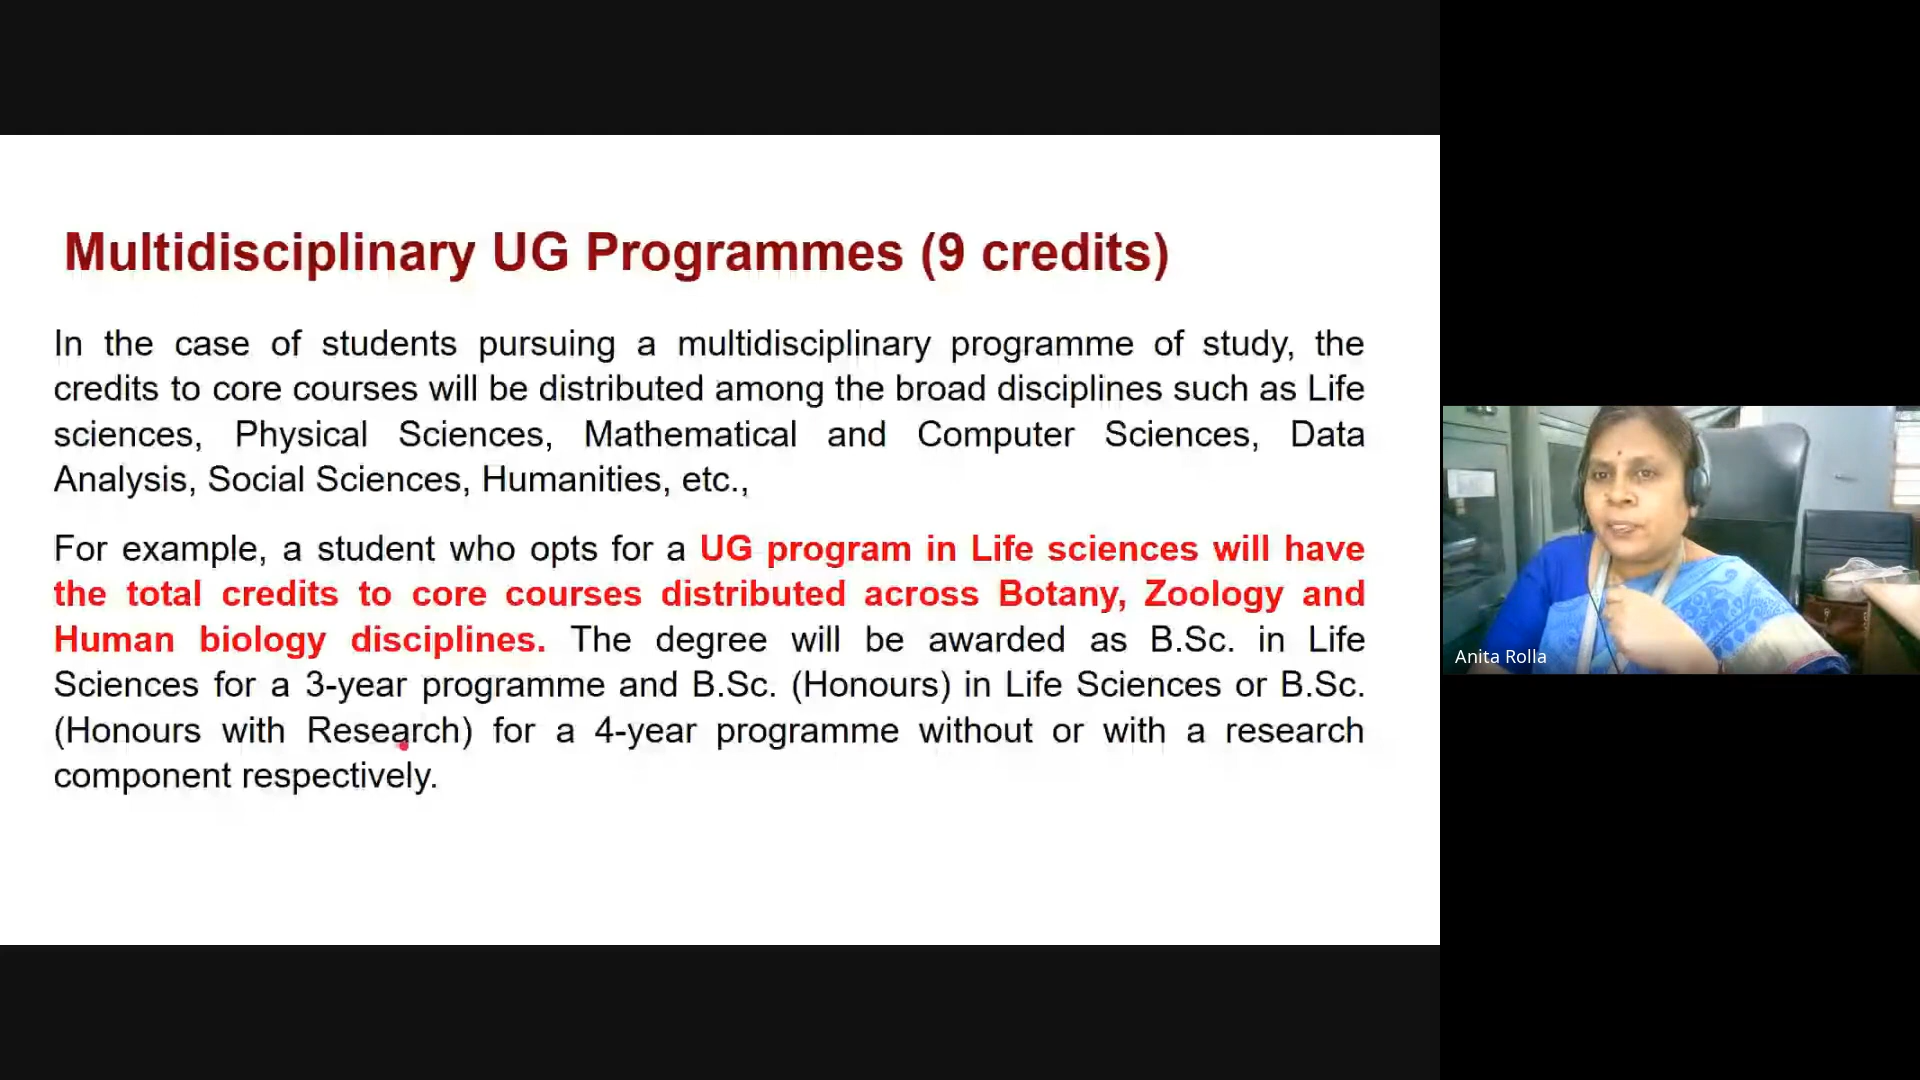 Multidisciplinary UG Programmes (9 credits)
In the case of students pursuing a multidisciplinary programme of study, the
credits to core courses will be distributed among the broad disciplines such as Life
sciences, Physical Sciences, Mathematical and Computer Sciences, Data
Analysis, Social Sciences, Humanities, etc.,
For example, a student who opts for a UG program in Life sciences will have
the total credits to core courses distributed across Botany, Zoology and
Human biology disciplines. The degree will be awarded as B.Sc. in Life
Sciences for a 3-year programme and B.Sc. (Honours) in Life Sciences or B.Sc.
(Honours with Research) for a 4-year programme without or with a research
component respectively.
Anita Rolla